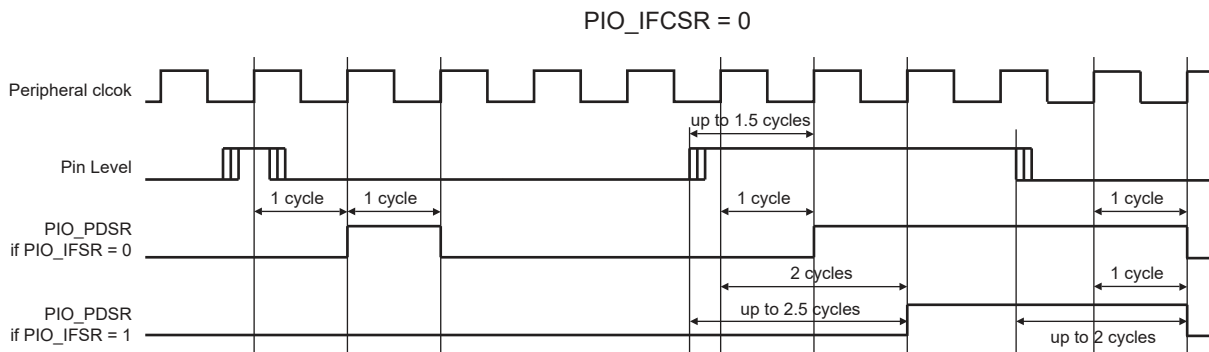 PIO_IFCSR = 0
Peripheral clcok
up to 1.5 cycles
Pin Level
1 cycle
1 cycle
1 cycle
1 cycle
PIO_PDSR
if PIO_IFSR = 0
2 cycles
1 cycle
PIO_PDSR
if PIO_IFSR = 1
up to 2.5 cycles
up to 2 cycles